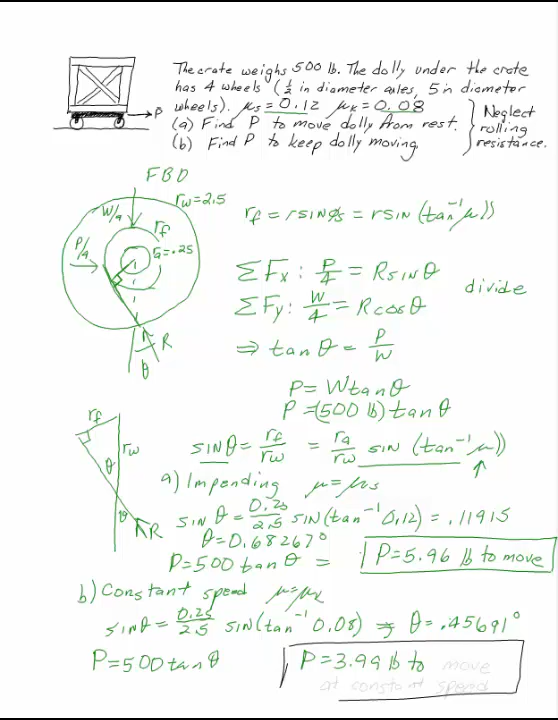 The crate weighs 500 lb. The dolly under the crate
has 4 wheels (½ in diameter axles, 5 in diameter
wheels). μs = 0.12 μk = 0.08
(a) Find P to move dolly from rest.
(b) Find P to keep dolly moving
Neglect
rolling
resistance.
P
FBD
W/4
rw = 2.5
rf
P/4
ra = .25
R
θ
rf = r sin φs = r sin (tan⁻¹ μ))
ΣFx: P/4 = R sin θ
ΣFy: W/4 = R cos θ
divide
⇒ tan θ = P/W
P = W tan θ
P = (500 lb) tan θ
rf
rw
θ
θ
R
sin θ = rf/rw = ra/rw sin (tan⁻¹ μ))
a) Impending μ = μs
sin θ = 0.25/2.5 sin (tan⁻¹ 0.12) = .11915
θ = 0.68267°
P = 500 tan θ = P = 5.96 lb to move
b) Constant speed μ = μk
sin θ = 0.25/2.5 sin (tan⁻¹ 0.08) ⇒ θ = .45691°
P = 500 tan θ P = 3.99 lb to move
at constant speed